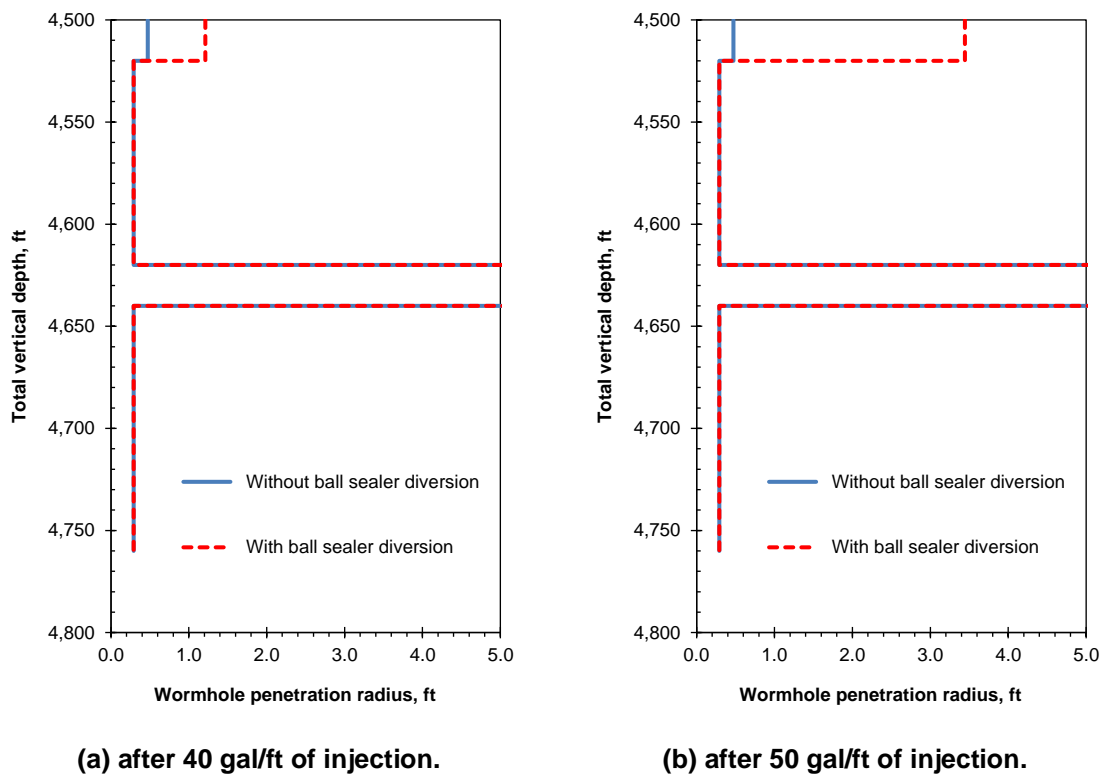 4,500
4,550
4,600
4,650
4,700
4,750
4,800
0.0 1.0 2.0 3.0 4.0 5.0
Total vertical depth, ft
Wormhole penetration radius, ft
Without ball sealer diversion
With ball sealer diversion
(a) after 40 gal/ft of injection.
4,500
4,550
4,600
4,650
4,700
4,750
4,800
0.0 1.0 2.0 3.0 4.0 5.0
Total vertical depth, ft
Wormhole penetration radius, ft
Without ball sealer diversion
With ball sealer diversion
(b) after 50 gal/ft of injection.